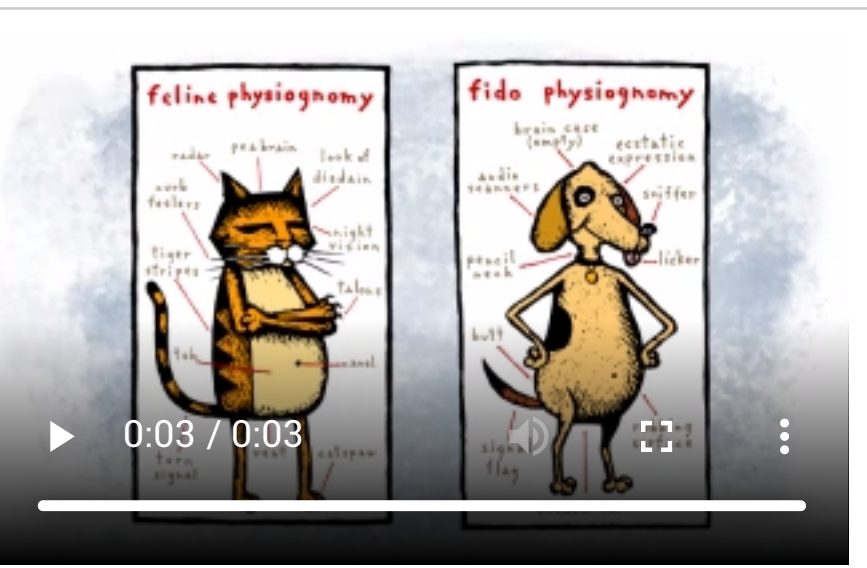 feline physiognomy
radar
pea brain
look of
disdain
curb
feelers
night
vision
tiger
stripes
talons
tub
navel
turn
signal
vent
catspaw
fido physiognomy
brain case
(empty)
ecstatic
expression
audio
scanners
sniffer
pencil
neck
licker
butt
signal
flag
0:03 / 0:03